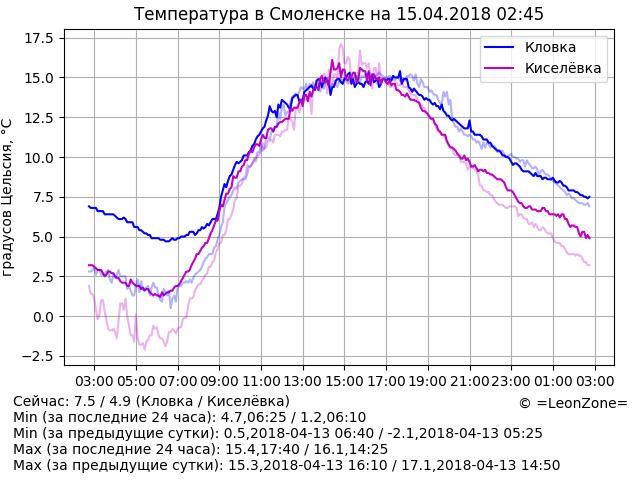 Температура в Смоленске на 15.04.2018 02:45
градусов Цельсия, °C
17.5
15.0
12.5
10.0
7.5
5.0
2.5
0.0
−2.5
Кловка
Киселёвка
03:00 05:00 07:00 09:00 11:00 13:00 15:00 17:00 19:00 21:00 23:00 01:00 03:00
Сейчас: 7.5 / 4.9 (Кловка / Киселёвка)
© =LeonZone=
Min (за последние 24 часа): 4.7,06:25 / 1.2,06:10
Min (за предыдущие сутки): 0.5,2018-04-13 06:40 / -2.1,2018-04-13 05:25
Max (за последние 24 часа): 15.4,17:40 / 16.1,14:25
Max (за предыдущие сутки): 15.3,2018-04-13 16:10 / 17.1,2018-04-13 14:50